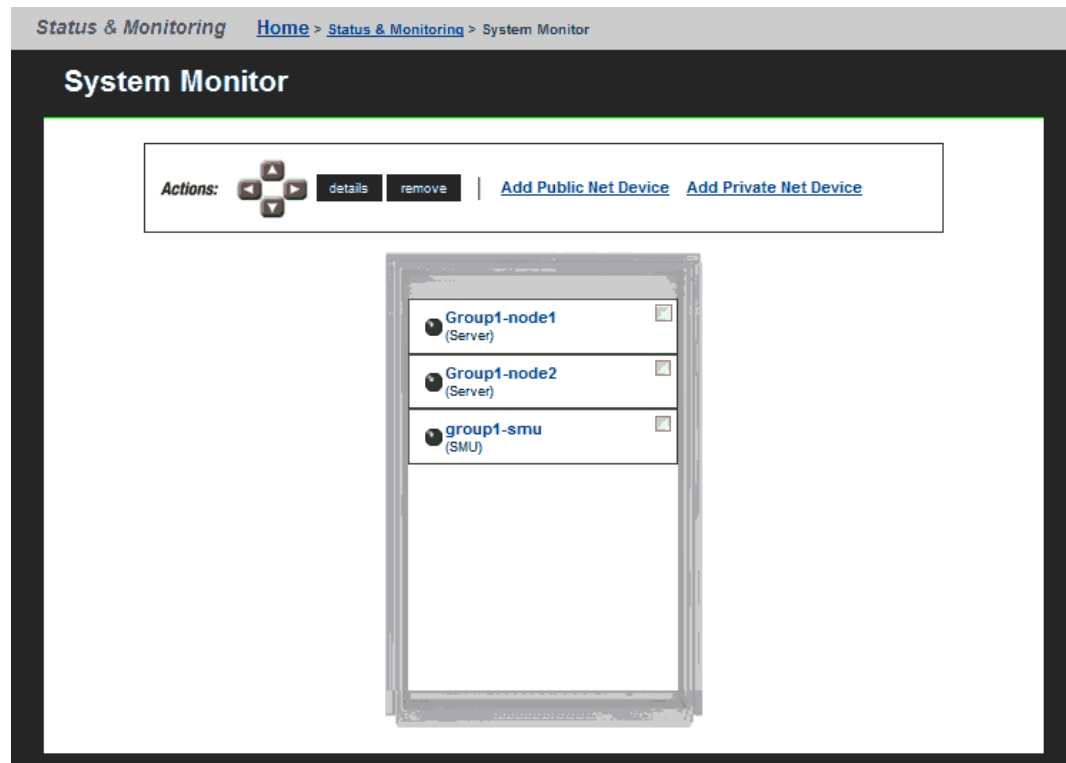 Status & Monitoring Home > Status & Monitoring > System Monitor
System Monitor
Actions: details remove | Add Public Net Device Add Private Net Device
Group1-node1
(Server)
Group1-node2
(Server)
group1-smu
(SMU)